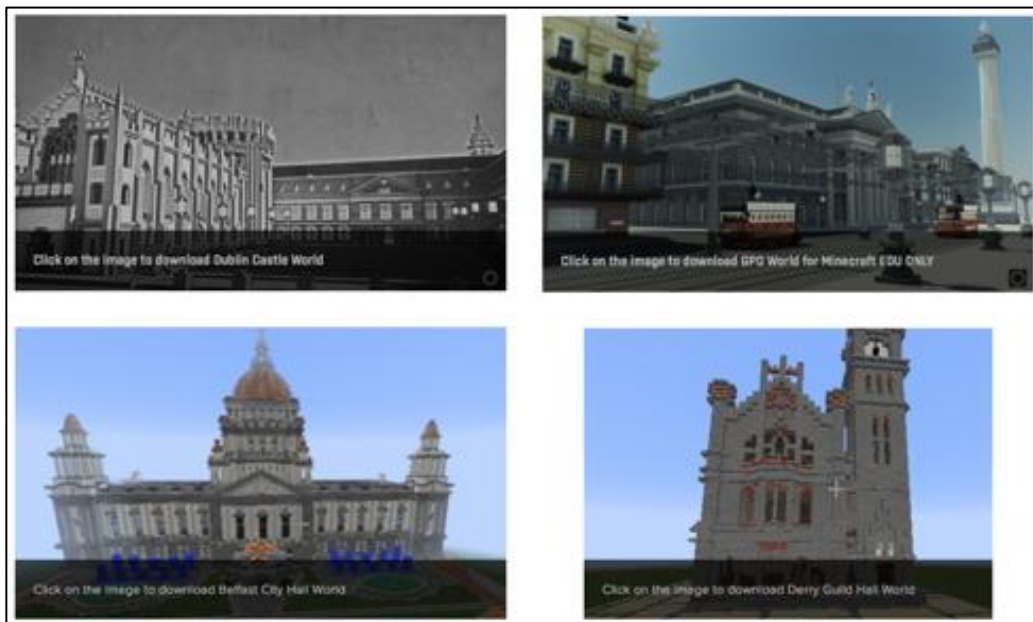 Click on the image to download Dublin Castle World
Click on the image to download GPO World for Minecraft EDU ONLY
Click on the image to download Belfast City Hall World
Click on the image to download Derry Guild Hall World